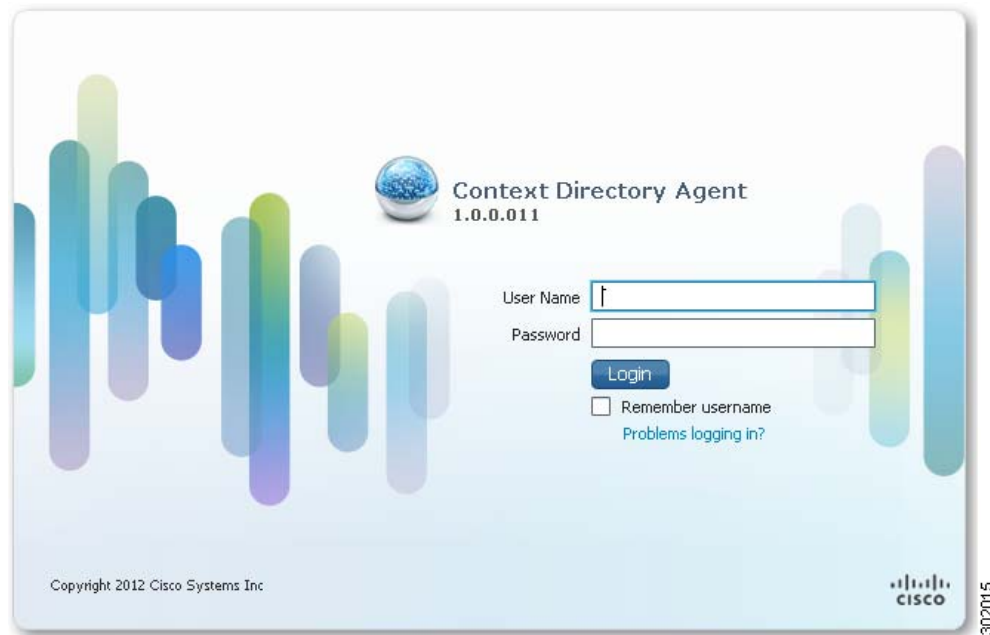 Context Directory Agent
1.0.0.011
User Name
Password
Login
Remember username
Problems logging in?
Copyright 2012 Cisco Systems Inc
CISCO
302015